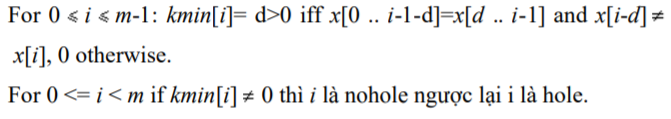 For 0 ⩽ i ⩽ m-1: kmin[i]= d>0 iff x[0 .. i-1-d]=x[d .. i-1] and x[i-d] ≠
x[i], 0 otherwise.
For 0 <= i < m if kmin[i] ≠ 0 thì i là nohole ngược lại i là hole.